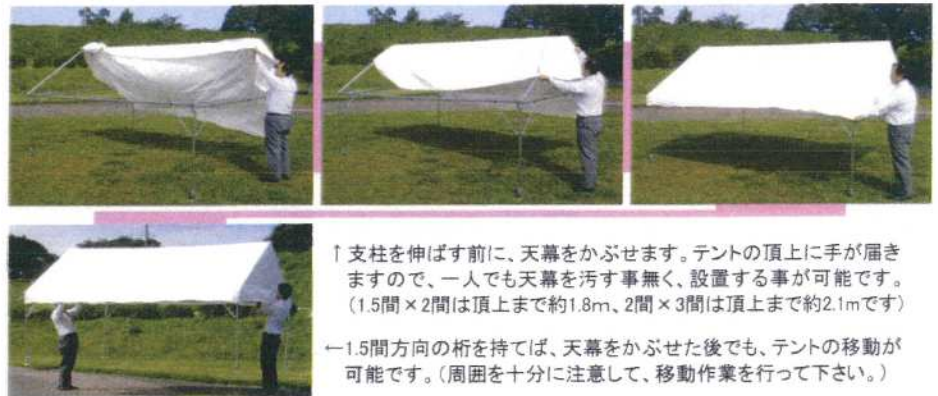 ↑支柱を伸ばす前に、天幕をかぶせます。テントの頂上に手が届き
ますので、一人でも天幕を汚す事無く、設置する事が可能です。
(1.5間×2間は頂上まで約1.8m、2間×3間は頂上まで約2.1mです)
←1.5間方向の桁を持てば、天幕をかぶせた後でも、テントの移動が
可能です。(周囲を十分に注意して、移動作業を行って下さい。)